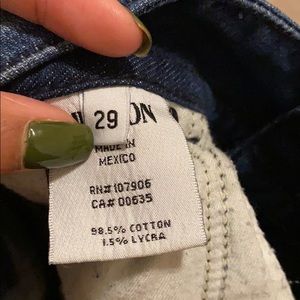 29
MADE IN
MEXICO
RN# 107906
CA# 00635
98.5% COTTON
1.5% LYCRA